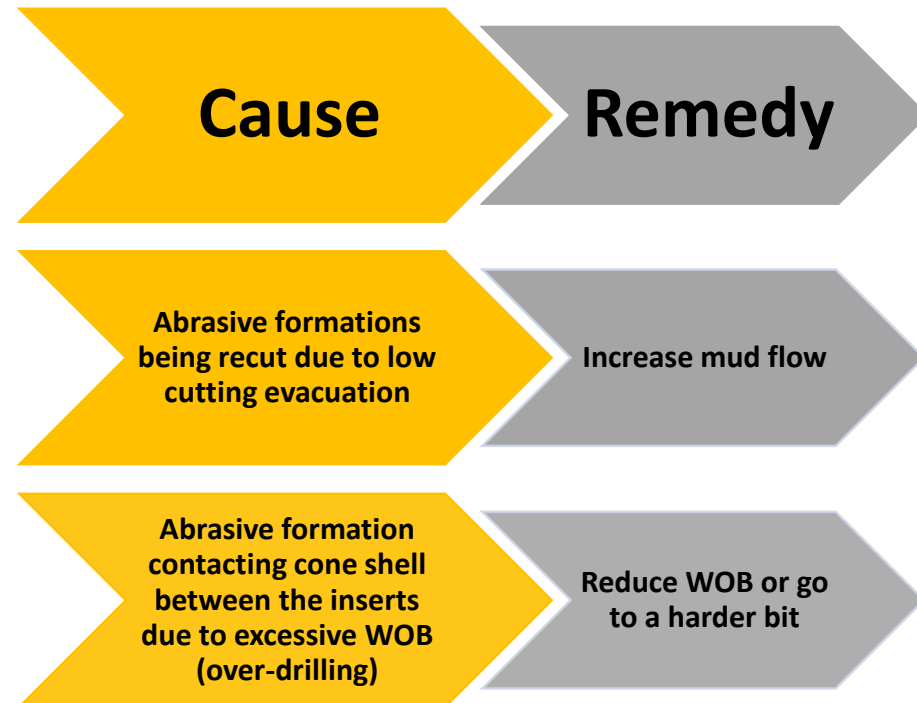 Cause
Remedy
Abrasive formations
being recut due to low
cutting evacuation
Increase mud flow
Abrasive formation
contacting cone shell
between the inserts
due to excessive WOB
(over-drilling)
Reduce WOB or go
to a harder bit